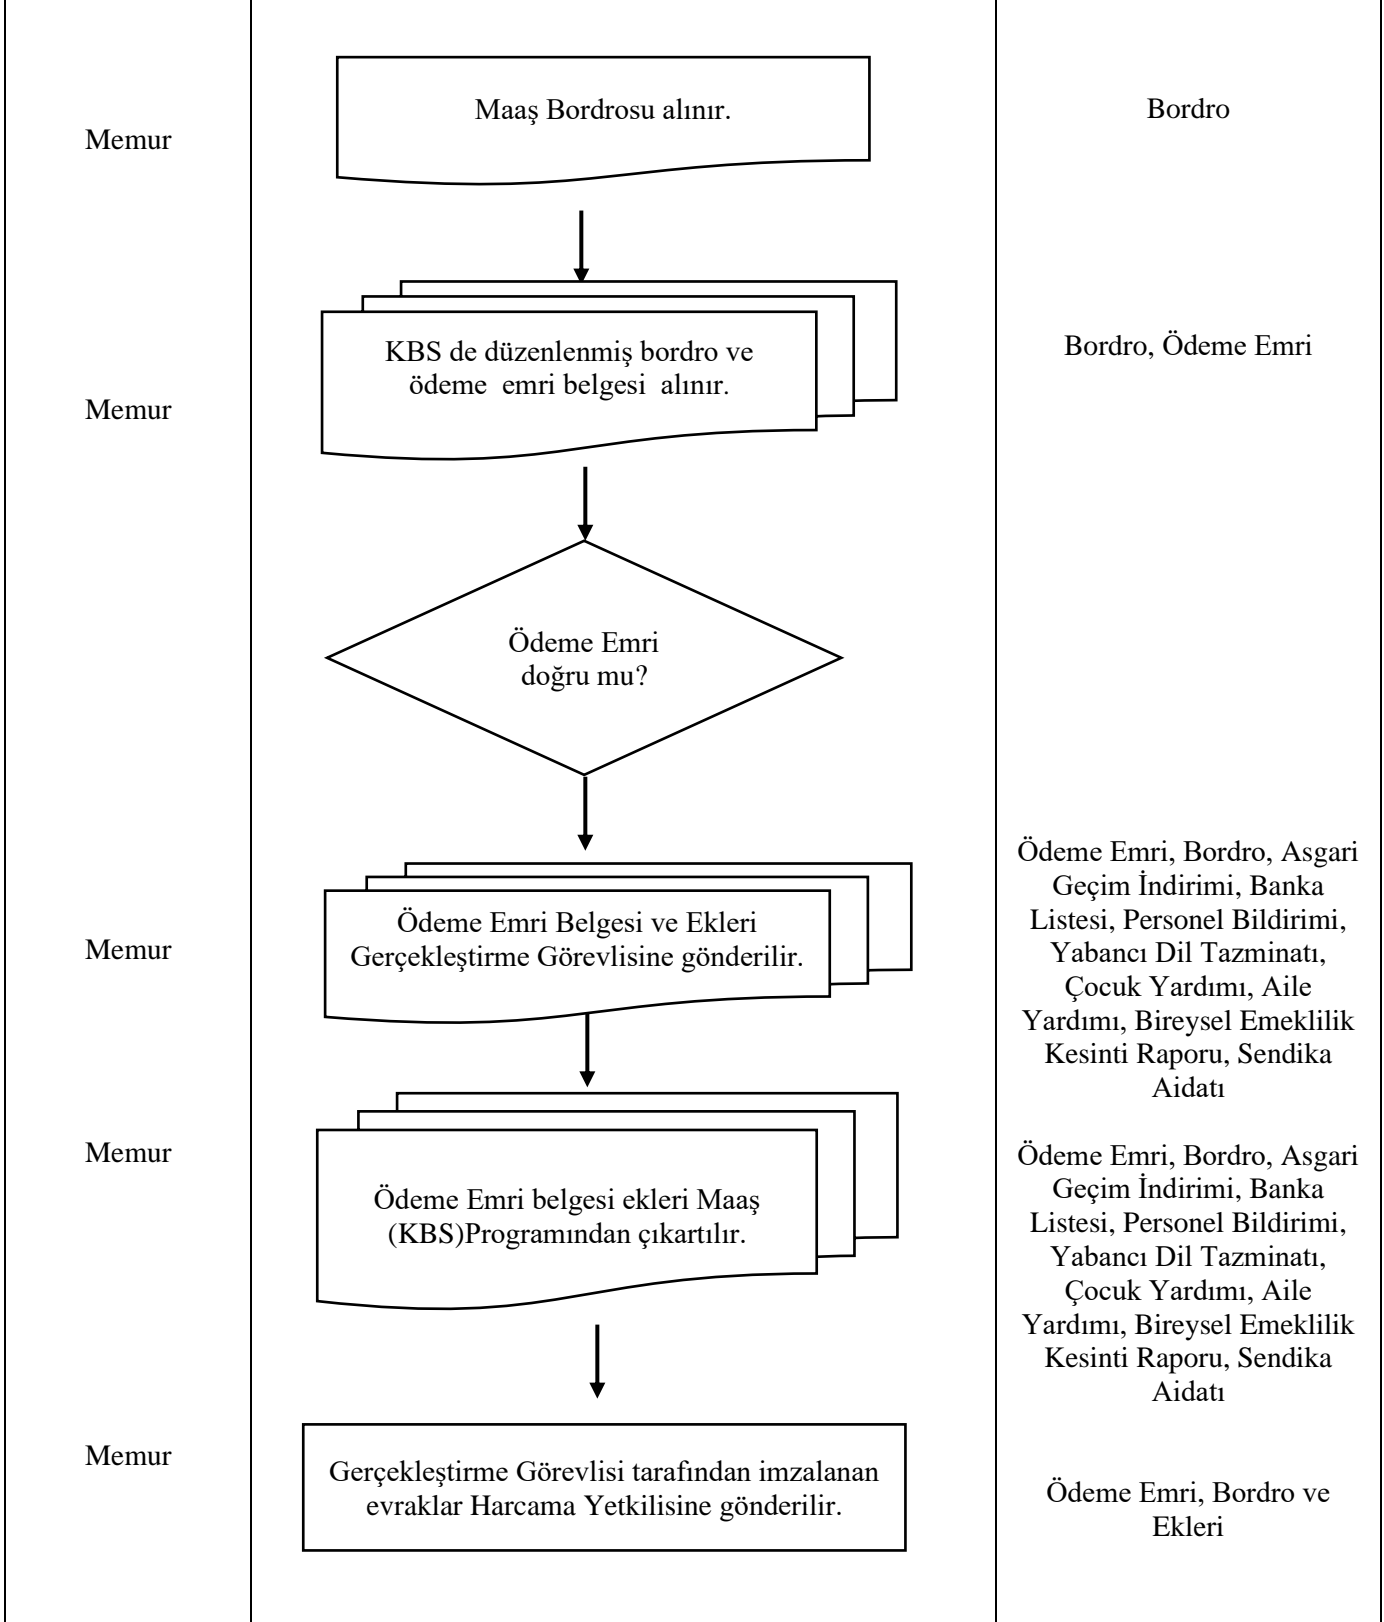 Memur
Maaş Bordrosu alınır.
Bordro
Memur
KBS de düzenlenmiş bordro ve
ödeme emri belgesi alınır.
Bordro, Ödeme Emri
Ödeme Emri
doğru mu?
Memur
Ödeme Emri Belgesi ve Ekleri
Gerçekleştirme Görevlisine gönderilir.
Ödeme Emri, Bordro, Asgari
Geçim İndirimi, Banka
Listesi, Personel Bildirimi,
Yabancı Dil Tazminatı,
Çocuk Yardımı, Aile
Yardımı, Bireysel Emeklilik
Kesinti Raporu, Sendika
Aidatı
Memur
Ödeme Emri belgesi ekleri Maaş
(KBS)Programından çıkartılır.
Ödeme Emri, Bordro, Asgari
Geçim İndirimi, Banka
Listesi, Personel Bildirimi,
Yabancı Dil Tazminatı,
Çocuk Yardımı, Aile
Yardımı, Bireysel Emeklilik
Kesinti Raporu, Sendika
Aidatı
Memur
Gerçekleştirme Görevlisi tarafından imzalanan
evraklar Harcama Yetkilisine gönderilir.
Ödeme Emri, Bordro ve
Ekleri